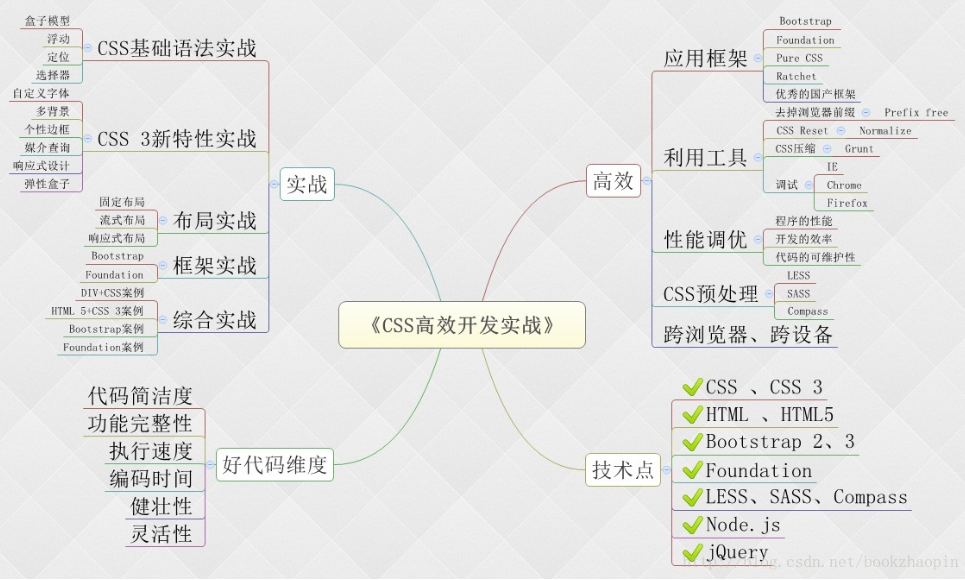 《CSS高效开发实战》
实战
CSS基础语法实战
盒子模型
浮动
定位
选择器
CSS 3新特性实战
自定义字体
多背景
个性边框
媒介查询
响应式设计
弹性盒子
布局实战
固定布局
流式布局
响应式布局
框架实战
Bootstrap
Foundation
综合实战
DIV+CSS案例
HTML 5+CSS 3案例
Bootstrap案例
Foundation案例
好代码维度
代码简洁度
功能完整性
执行速度
编码时间
健壮性
灵活性
高效
应用框架
Bootstrap
Foundation
Pure CSS
Ratchet
优秀的国产框架
利用工具
去掉浏览器前缀
Prefix free
CSS Reset
Normalize
CSS压缩
Grunt
调试
IE
Chrome
Firefox
性能调优
程序的性能
开发的效率
代码的可维护性
CSS预处理
LESS
SASS
Compass
跨浏览器、跨设备
技术点
CSS 、CSS 3
HTML 、HTML5
Bootstrap 2、3
Foundation
LESS、SASS、Compass
Node.js
jQuery
http://blog.csdn.net/bookzhaopin